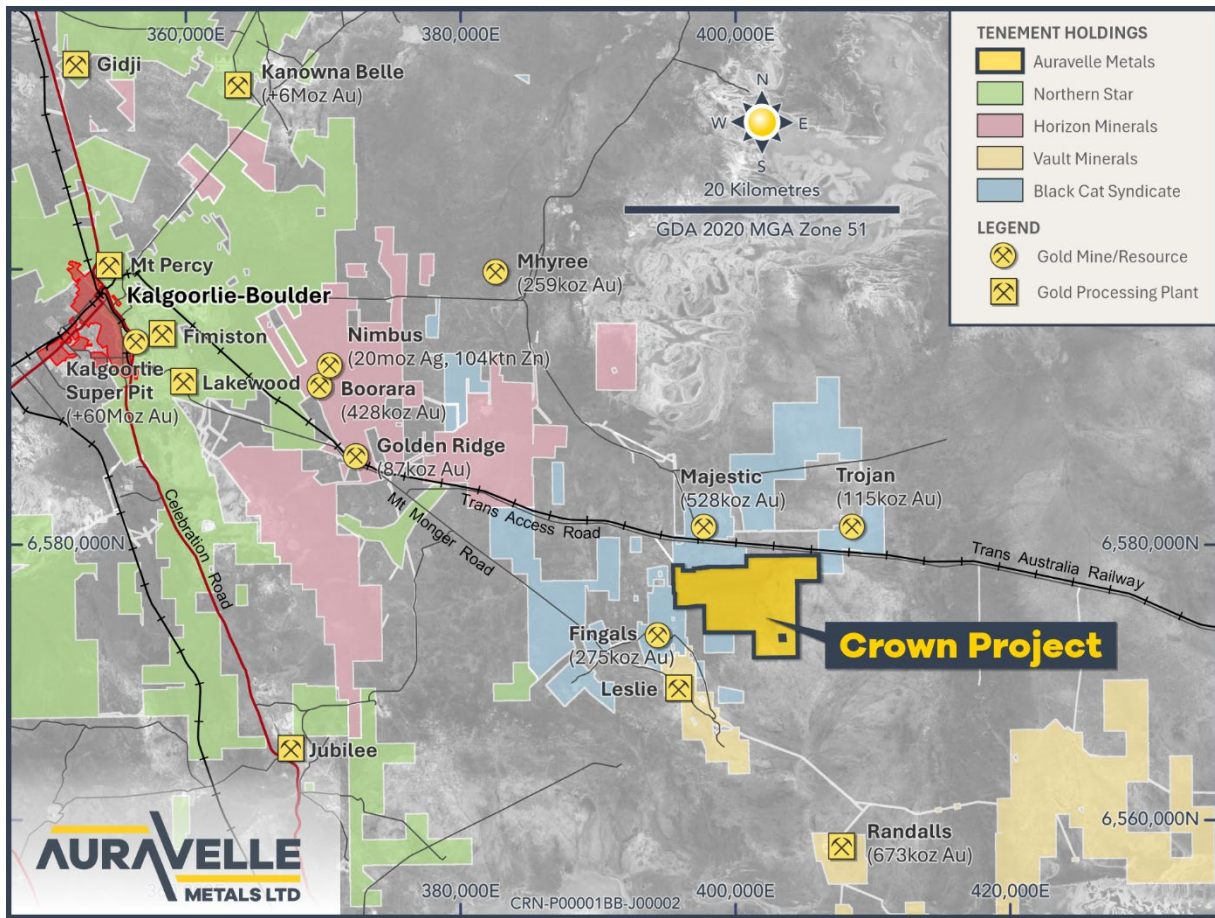 360,000E
380,000E
400,000E
TENEMENT HOLDINGS
Auravelle Metals
Northern Star
Horizon Minerals
Vault Minerals
Black Cat Syndicate
LEGEND
Gold Mine/Resource
Gold Processing Plant
N
W
E
S
20 Kilometres
GDA 2020 MGA Zone 51
Gidji
Kanowna Belle
(+6Moz Au)
Mt Percy
Kalgoorlie-Boulder
Mhyree
(259koz Au)
Fimiston
Nimbus
(20moz Ag, 104ktn Zn)
Kalgoorlie
Super Pit
(+60Moz Au)
Lakewood
Boorara
(428koz Au)
Golden Ridge
(87koz Au)
Majestic
(528koz Au)
Trojan
(115koz Au)
Celebration Road
Mt Monger Road
Trans Access Road
Trans Australia Railway
6,580,000N
6,580,000N
Fingals
(275koz Au)
Crown Project
Leslie
Jubilee
Randalls
(673koz Au)
6,560,000N
AURAVELLE
METALS LTD
380,000E
400,000E
420,000E
CRN-P00001BB-J00002